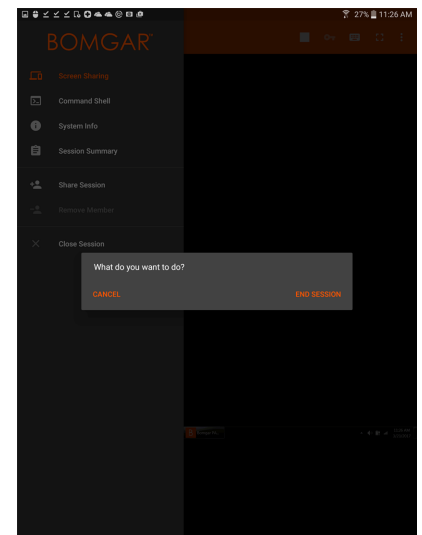 27% 11:26 AM
BOMGAR
Screen Sharing
Command Shell
System Info
Session Summary
Share Session
Remove Member
Close Session
What do you want to do?
CANCEL
END SESSION